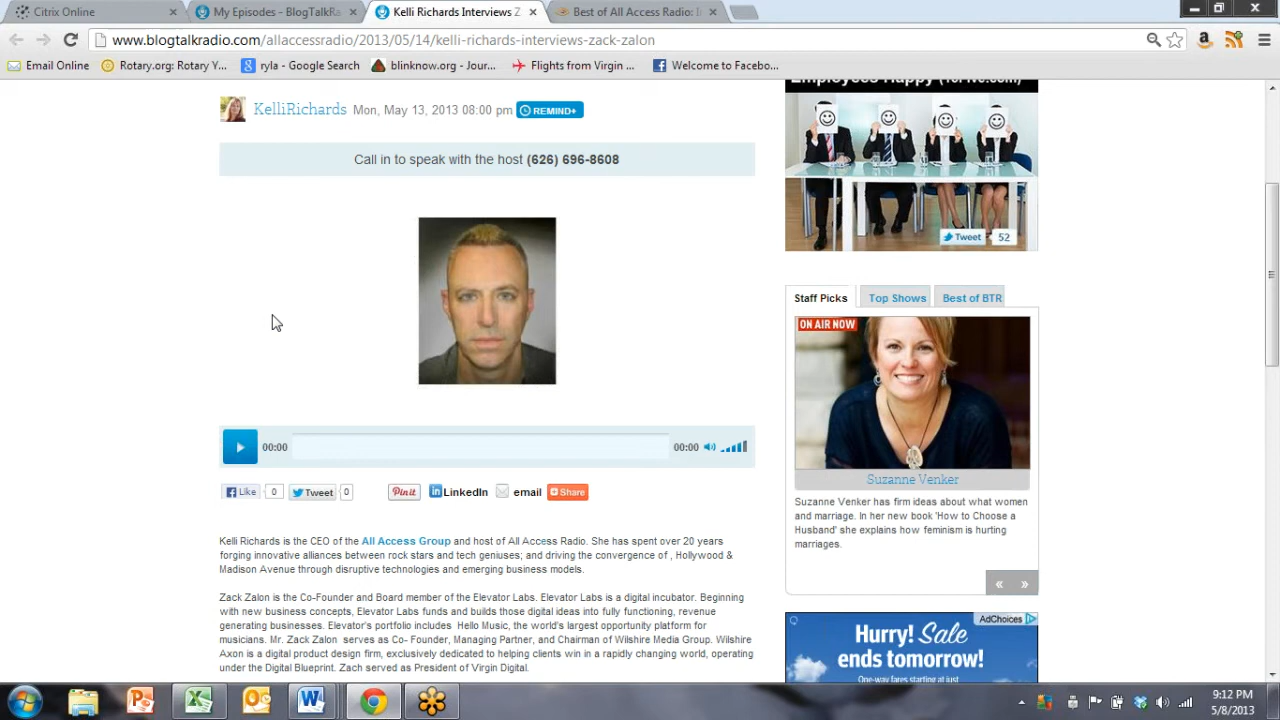 Citrix Online
My Episodes - BlogTalkRa
Kelli Richards Interviews Z
Best of All Access Radio: I
www.blogtalkradio.com/allaccessradio/2013/05/14/kelli-richards-interviews-zack-zalon
Email Online
Rotary.org: Rotary Y...
ryla - Google Search
blinknow.org - Jour...
Flights from Virgin ...
Welcome to Facebo...
KelliRichards Mon, May 13, 2013 08:00 pm REMIND+
Call in to speak with the host (626) 696-8608
00:00
00:00
Like 0 Tweet 0 Pin it LinkedIn email Share
Kelli Richards is the CEO of the All Access Group and host of All Access Radio. She has spent over 20 years
forging innovative alliances between rock stars and tech geniuses; and driving the convergence of , Hollywood &
Madison Avenue through disruptive technologies and emerging business models.
Zack Zalon is the Co-Founder and Board member of the Elevator Labs. Elevator Labs is a digital incubator. Beginning
with new business concepts, Elevator Labs funds and builds those digital ideas into fully functioning, revenue
generating businesses. Elevator's portfolio includes Hello Music, the world's largest opportunity platform for
musicians. Mr. Zack Zalon serves as Co- Founder, Managing Partner, and Chairman of Wilshire Media Group. Wilshire
Axon is a digital product design firm, exclusively dedicated to helping clients win in a rapidly changing world, operating
under the Digital Blueprint. Zach served as President of Virgin Digital.
Employees Happy
Tweet 52
Staff Picks
Top Shows
Best of BTR
ON AIR NOW
Suzanne Venker
Suzanne Venker has firm ideas about what women
and marriage. In her new book 'How to Choose a
Husband' she explains how feminism is hurting
marriages.
« »
AdChoices
Hurry! Sale
ends tomorrow!
One-way fares starting at just
9:12 PM
5/8/2013